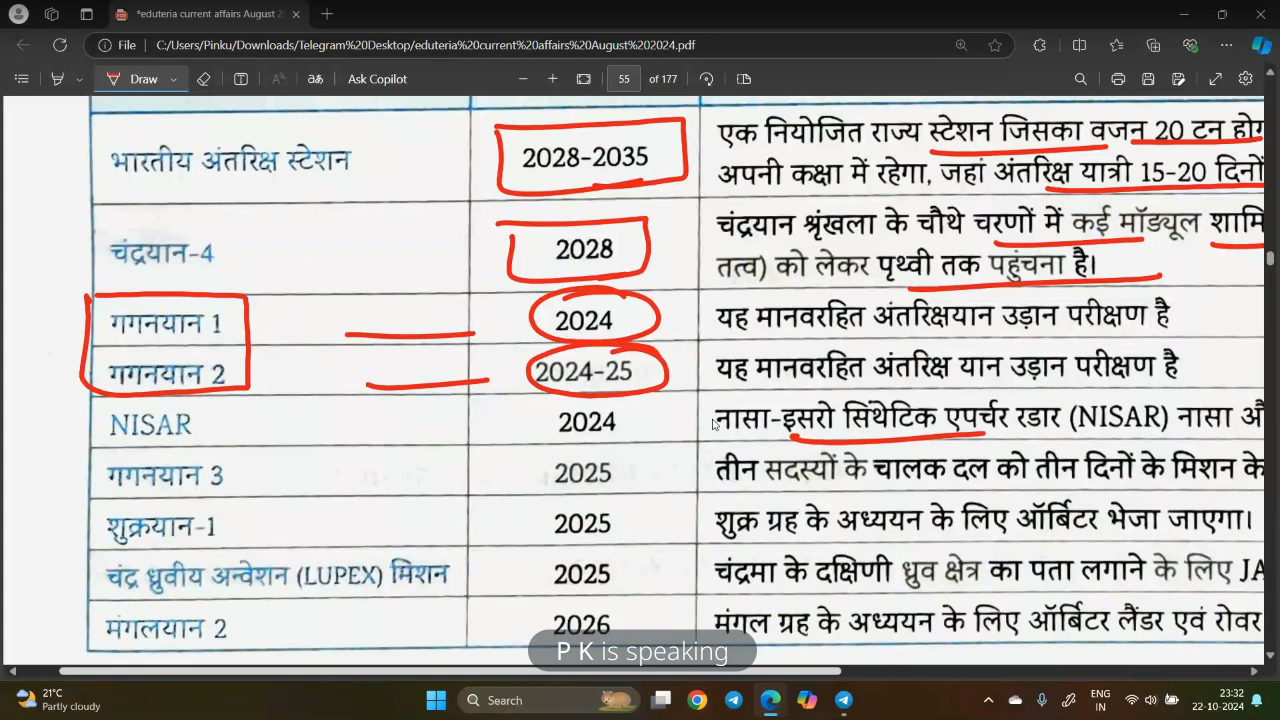 *eduteria current affairs August 2
File
C:/Users/Pinku/Downloads/Telegram%20Desktop/eduteria%20current%20affairs%20August%202024.pdf
Draw
Ask Copilot
55 of 177
भारतीय अंतरिक्ष स्टेशन
2028-2035
एक नियोजित राज्य स्टेशन जिसका वजन 20 टन होग
अपनी कक्षा में रहेगा, जहां अंतरिक्ष यात्री 15-20 दिनों
चंद्रयान-4
2028
चंद्रयान श्रृंखला के चौथे चरणों में कई मॉड्यूल शामि
तत्व) को लेकर पृथ्वी तक पहुंचना है।
गगनयान 1
2024
यह मानवरहित अंतरिक्षयान उड़ान परीक्षण है
गगनयान 2
2024-25
यह मानवरहित अंतरिक्ष यान उड़ान परीक्षण है
NISAR
2024
नासा-इसरो सिंथेटिक एपर्चर रडार (NISAR) नासा औ
गगनयान 3
2025
तीन सदस्यों के चालक दल को तीन दिनों के मिशन के
शुक्रयान-1
2025
शुक्र ग्रह के अध्ययन के लिए ऑर्बिटर भेजा जाएगा।
चंद्र ध्रुवीय अन्वेशन (LUPEX) मिशन
2025
चंद्रमा के दक्षिणी ध्रुव क्षेत्र का पता लगाने के लिए JA
मंगलयान 2
2026
मंगल ग्रह के अध्ययन के लिए ऑर्बिटर लैंडर एवं रोवर
P K is speaking
21°C
Partly cloudy
Search
ENG
IN
23:32
22-10-2024